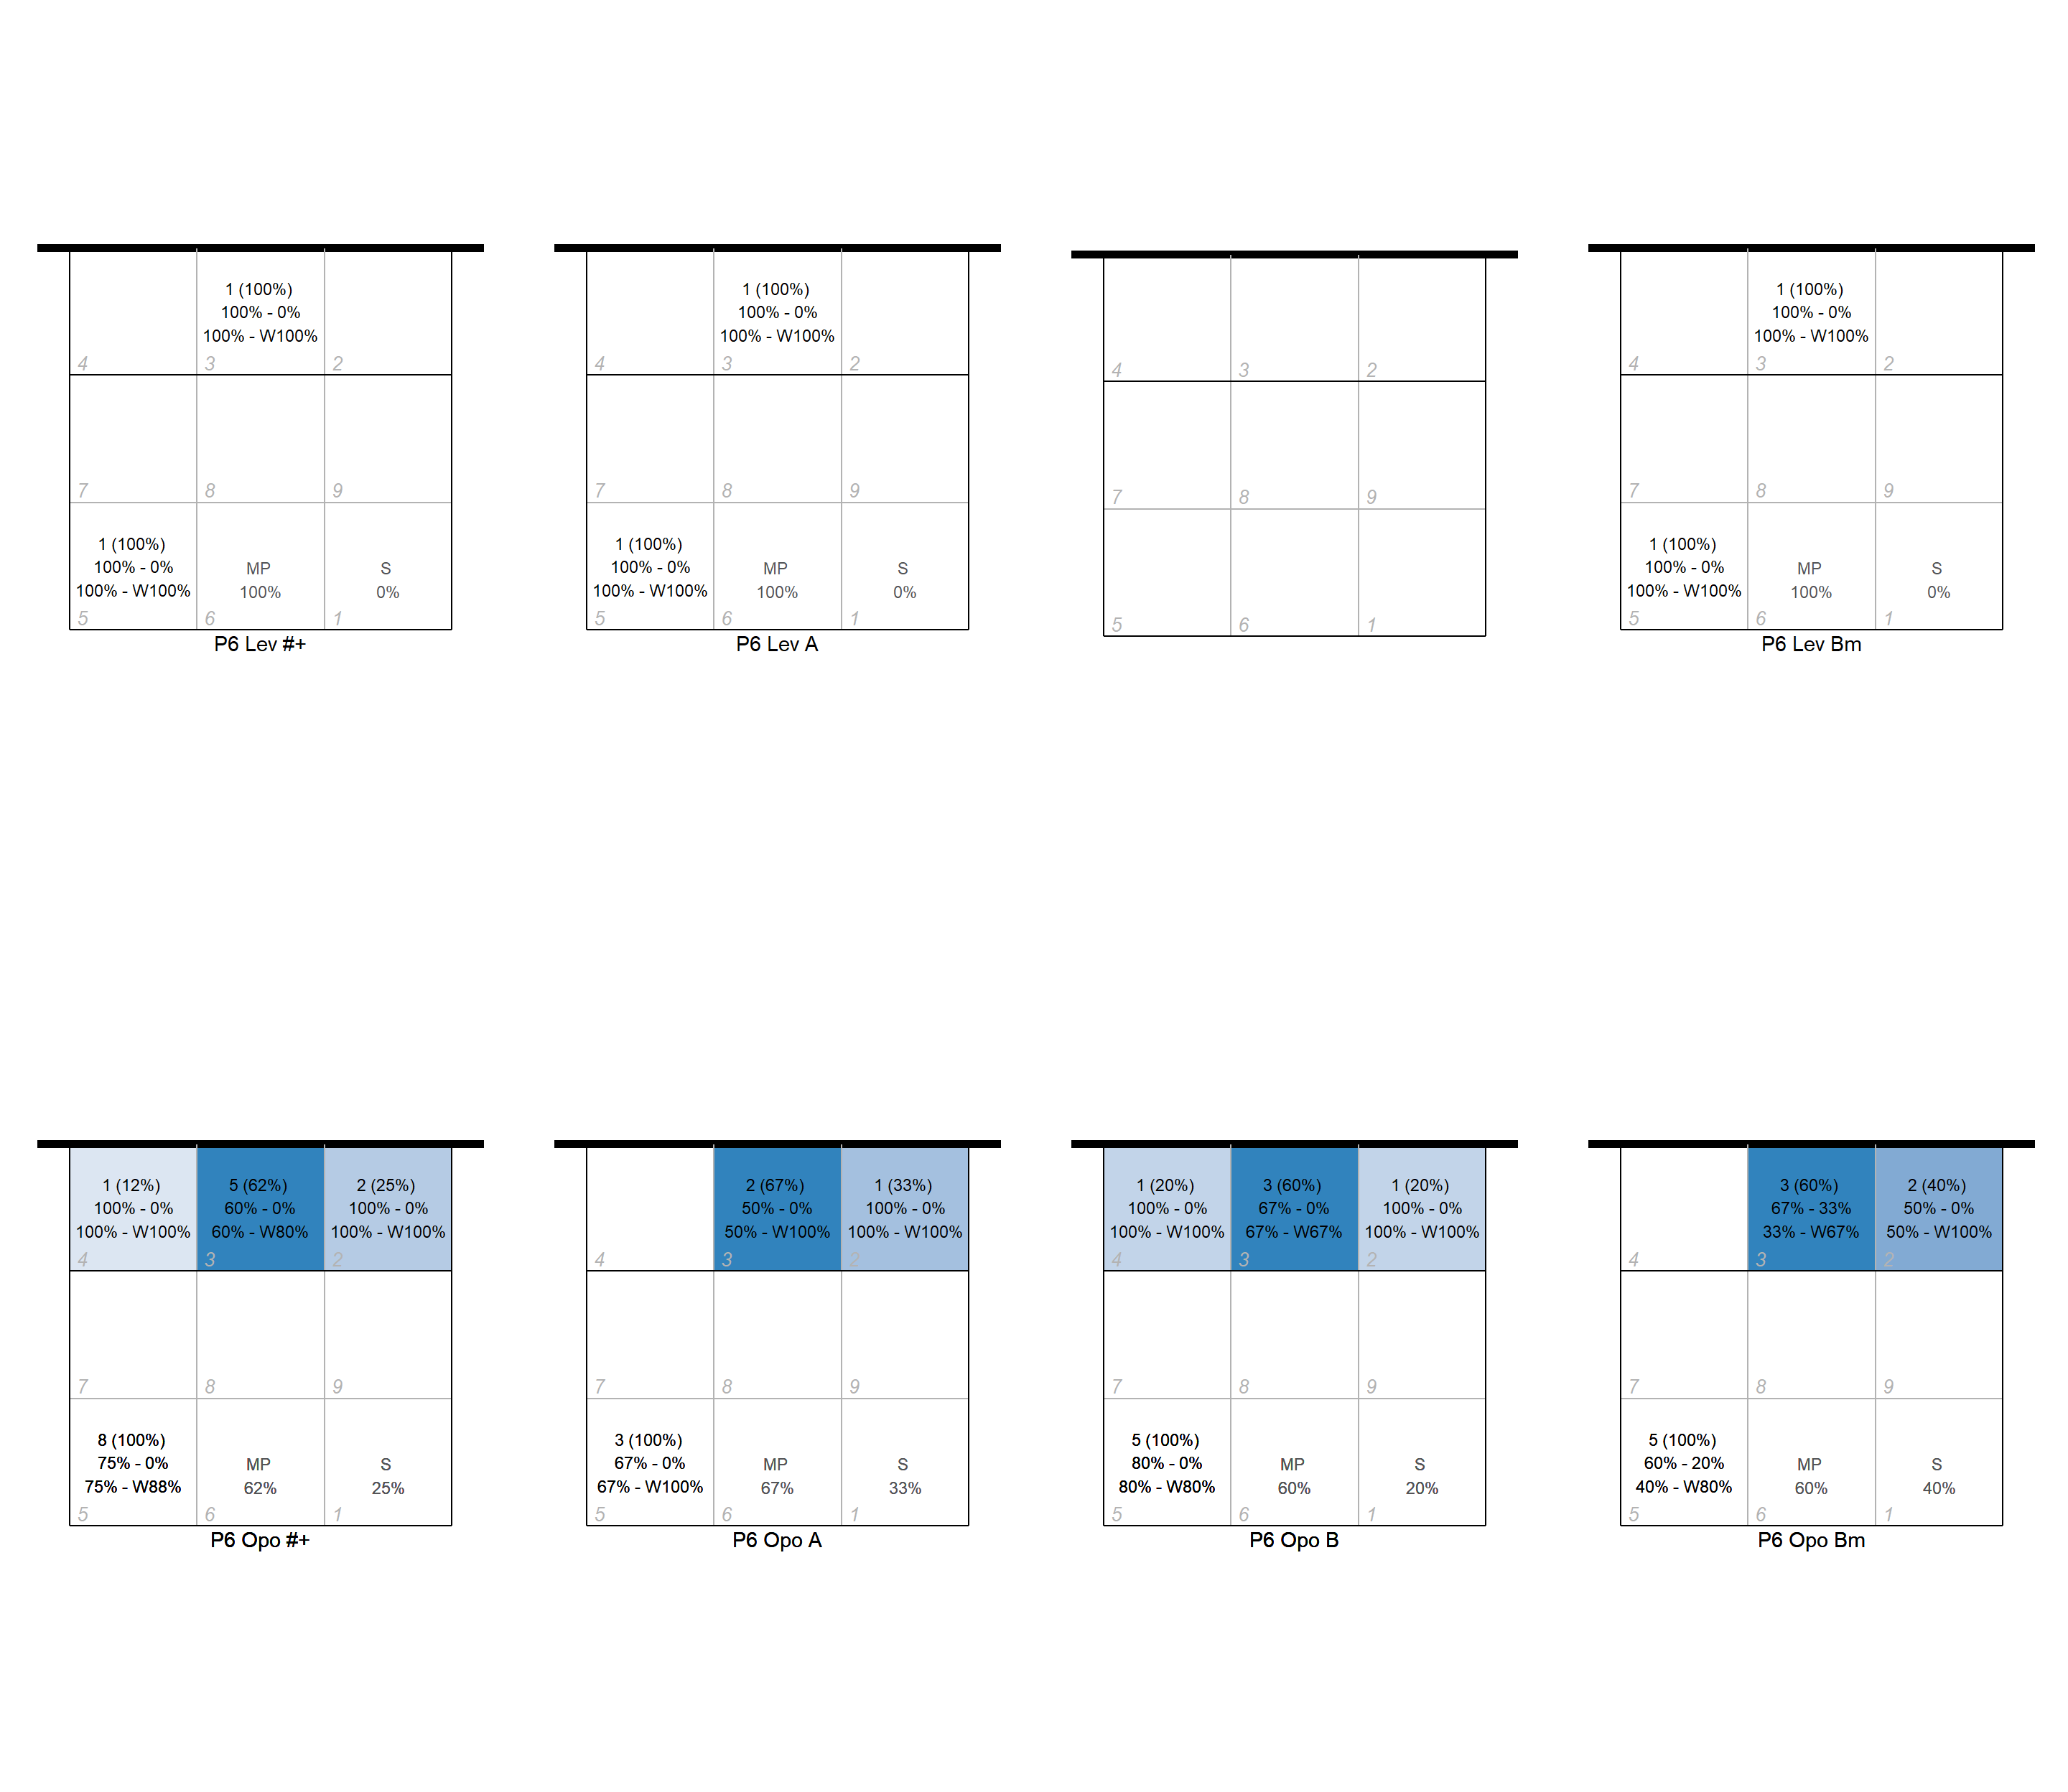 1 (100%)
100% - 0%
100% - W100%
4 3 2
7 8 9
1 (100%)
100% - 0%
100% - W100%
MP
100%
S
0%
5 6 1
P6 Lev #+
1 (100%)
100% - 0%
100% - W100%
4 3 2
7 8 9
1 (100%)
100% - 0%
100% - W100%
MP
100%
S
0%
5 6 1
P6 Lev A
4 3 2
7 8 9
5 6 1
1 (100%)
100% - 0%
100% - W100%
4 3 2
7 8 9
1 (100%)
100% - 0%
100% - W100%
MP
100%
S
0%
5 6 1
P6 Lev Bm
1 (12%)
100% - 0%
100% - W100%
5 (62%)
60% - 0%
60% - W80%
2 (25%)
100% - 0%
100% - W100%
4 3 2
7 8 9
8 (100%)
75% - 0%
75% - W88%
MP
62%
S
25%
5 6 1
P6 Opo #+
2 (67%)
50% - 0%
50% - W100%
1 (33%)
100% - 0%
100% - W100%
4 3 2
7 8 9
3 (100%)
67% - 0%
67% - W100%
MP
67%
S
33%
5 6 1
P6 Opo A
1 (20%)
100% - 0%
100% - W100%
3 (60%)
67% - 0%
67% - W67%
1 (20%)
100% - 0%
100% - W100%
4 3 2
7 8 9
5 (100%)
80% - 0%
80% - W80%
MP
60%
S
20%
5 6 1
P6 Opo B
3 (60%)
67% - 33%
33% - W67%
2 (40%)
50% - 0%
50% - W100%
4 3 2
7 8 9
5 (100%)
60% - 20%
40% - W80%
MP
60%
S
40%
5 6 1
P6 Opo Bm